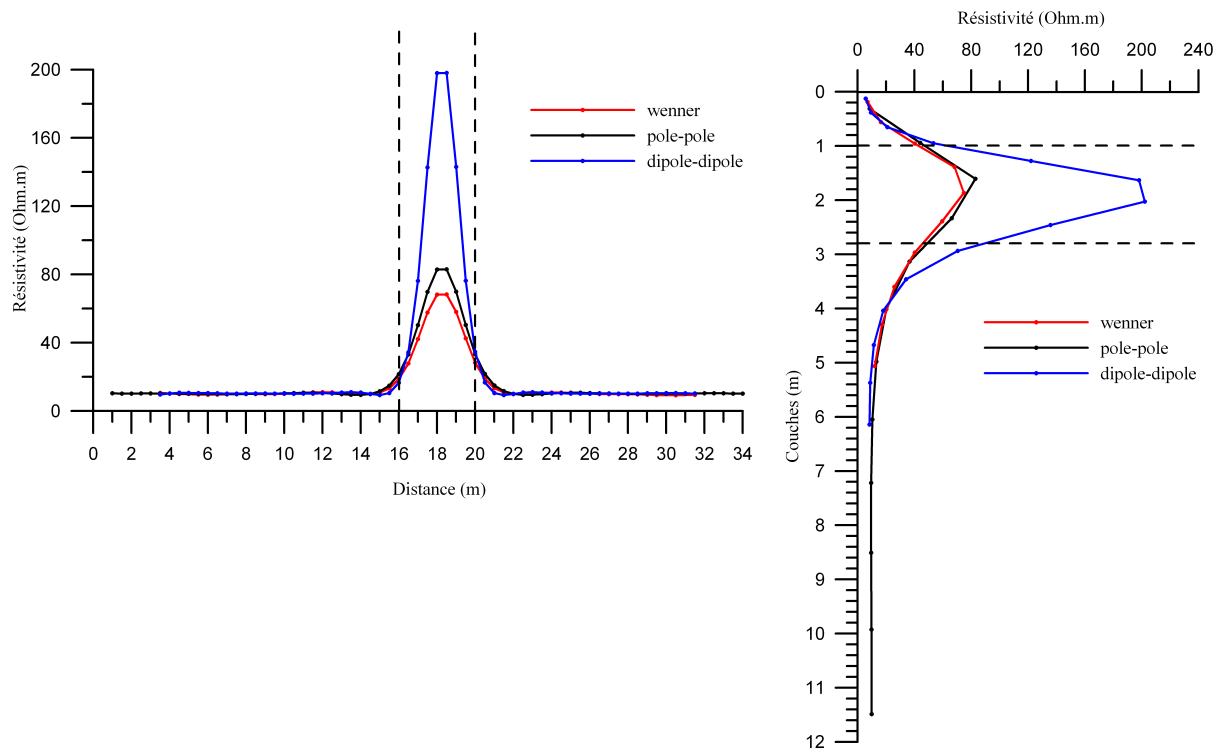 Résistivité (Ohm.m)
200
160
120
80
40
0
0 2 4 6 8 10 12 14 16 18 20 22 24 26 28 30 32 34
Distance (m)
wenner
pole-pole
dipole-dipole
Résistivité (Ohm.m)
0 40 80 120 160 200 240
Couches (m)
0
1
2
3
4
5
6
7
8
9
10
11
12
wenner
pole-pole
dipole-dipole